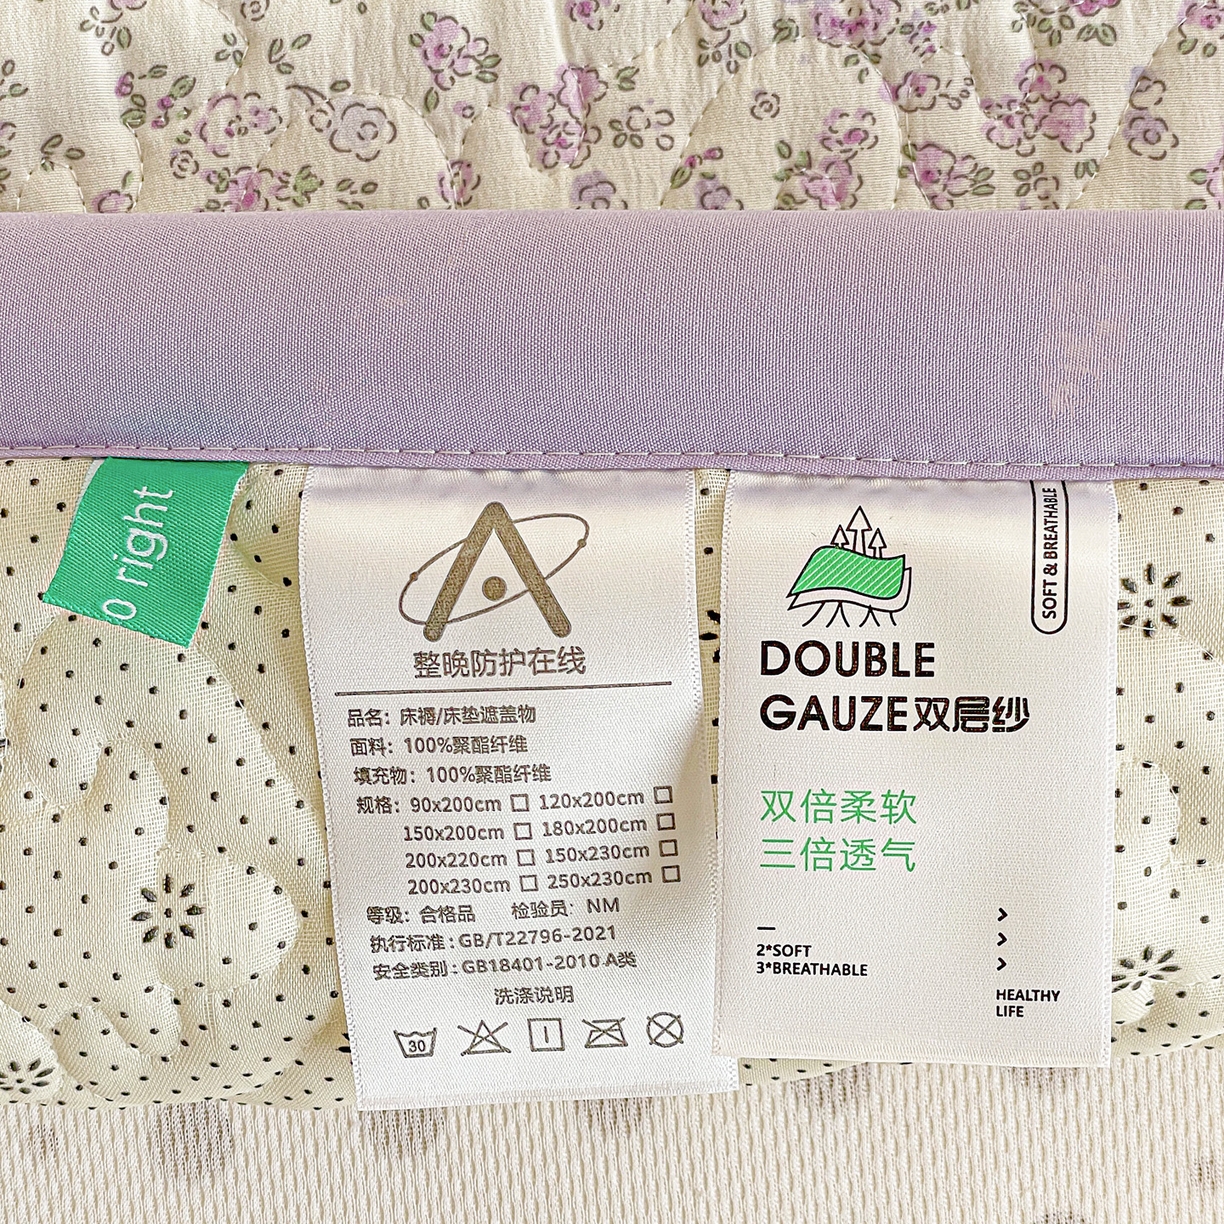 o right
整晚防护在线
品名：床褥/床垫遮盖物
面料：100%聚酯纤维
填充物：100%聚酯纤维
规格：90x200cm □ 120x200cm □
150x200cm □ 180x200cm □
200x220cm □ 150x230cm □
200x230cm □ 250x230cm □
等级：合格品 检验员：NM
执行标准：GB/T22796-2021
安全类别：GB18401-2010 A类
洗涤说明
30
SOFT & BREATHABLE
DOUBLE
GAUZE双层纱
双倍柔软
三倍透气
2*SOFT
3*BREATHABLE
HEALTHY
LIFE